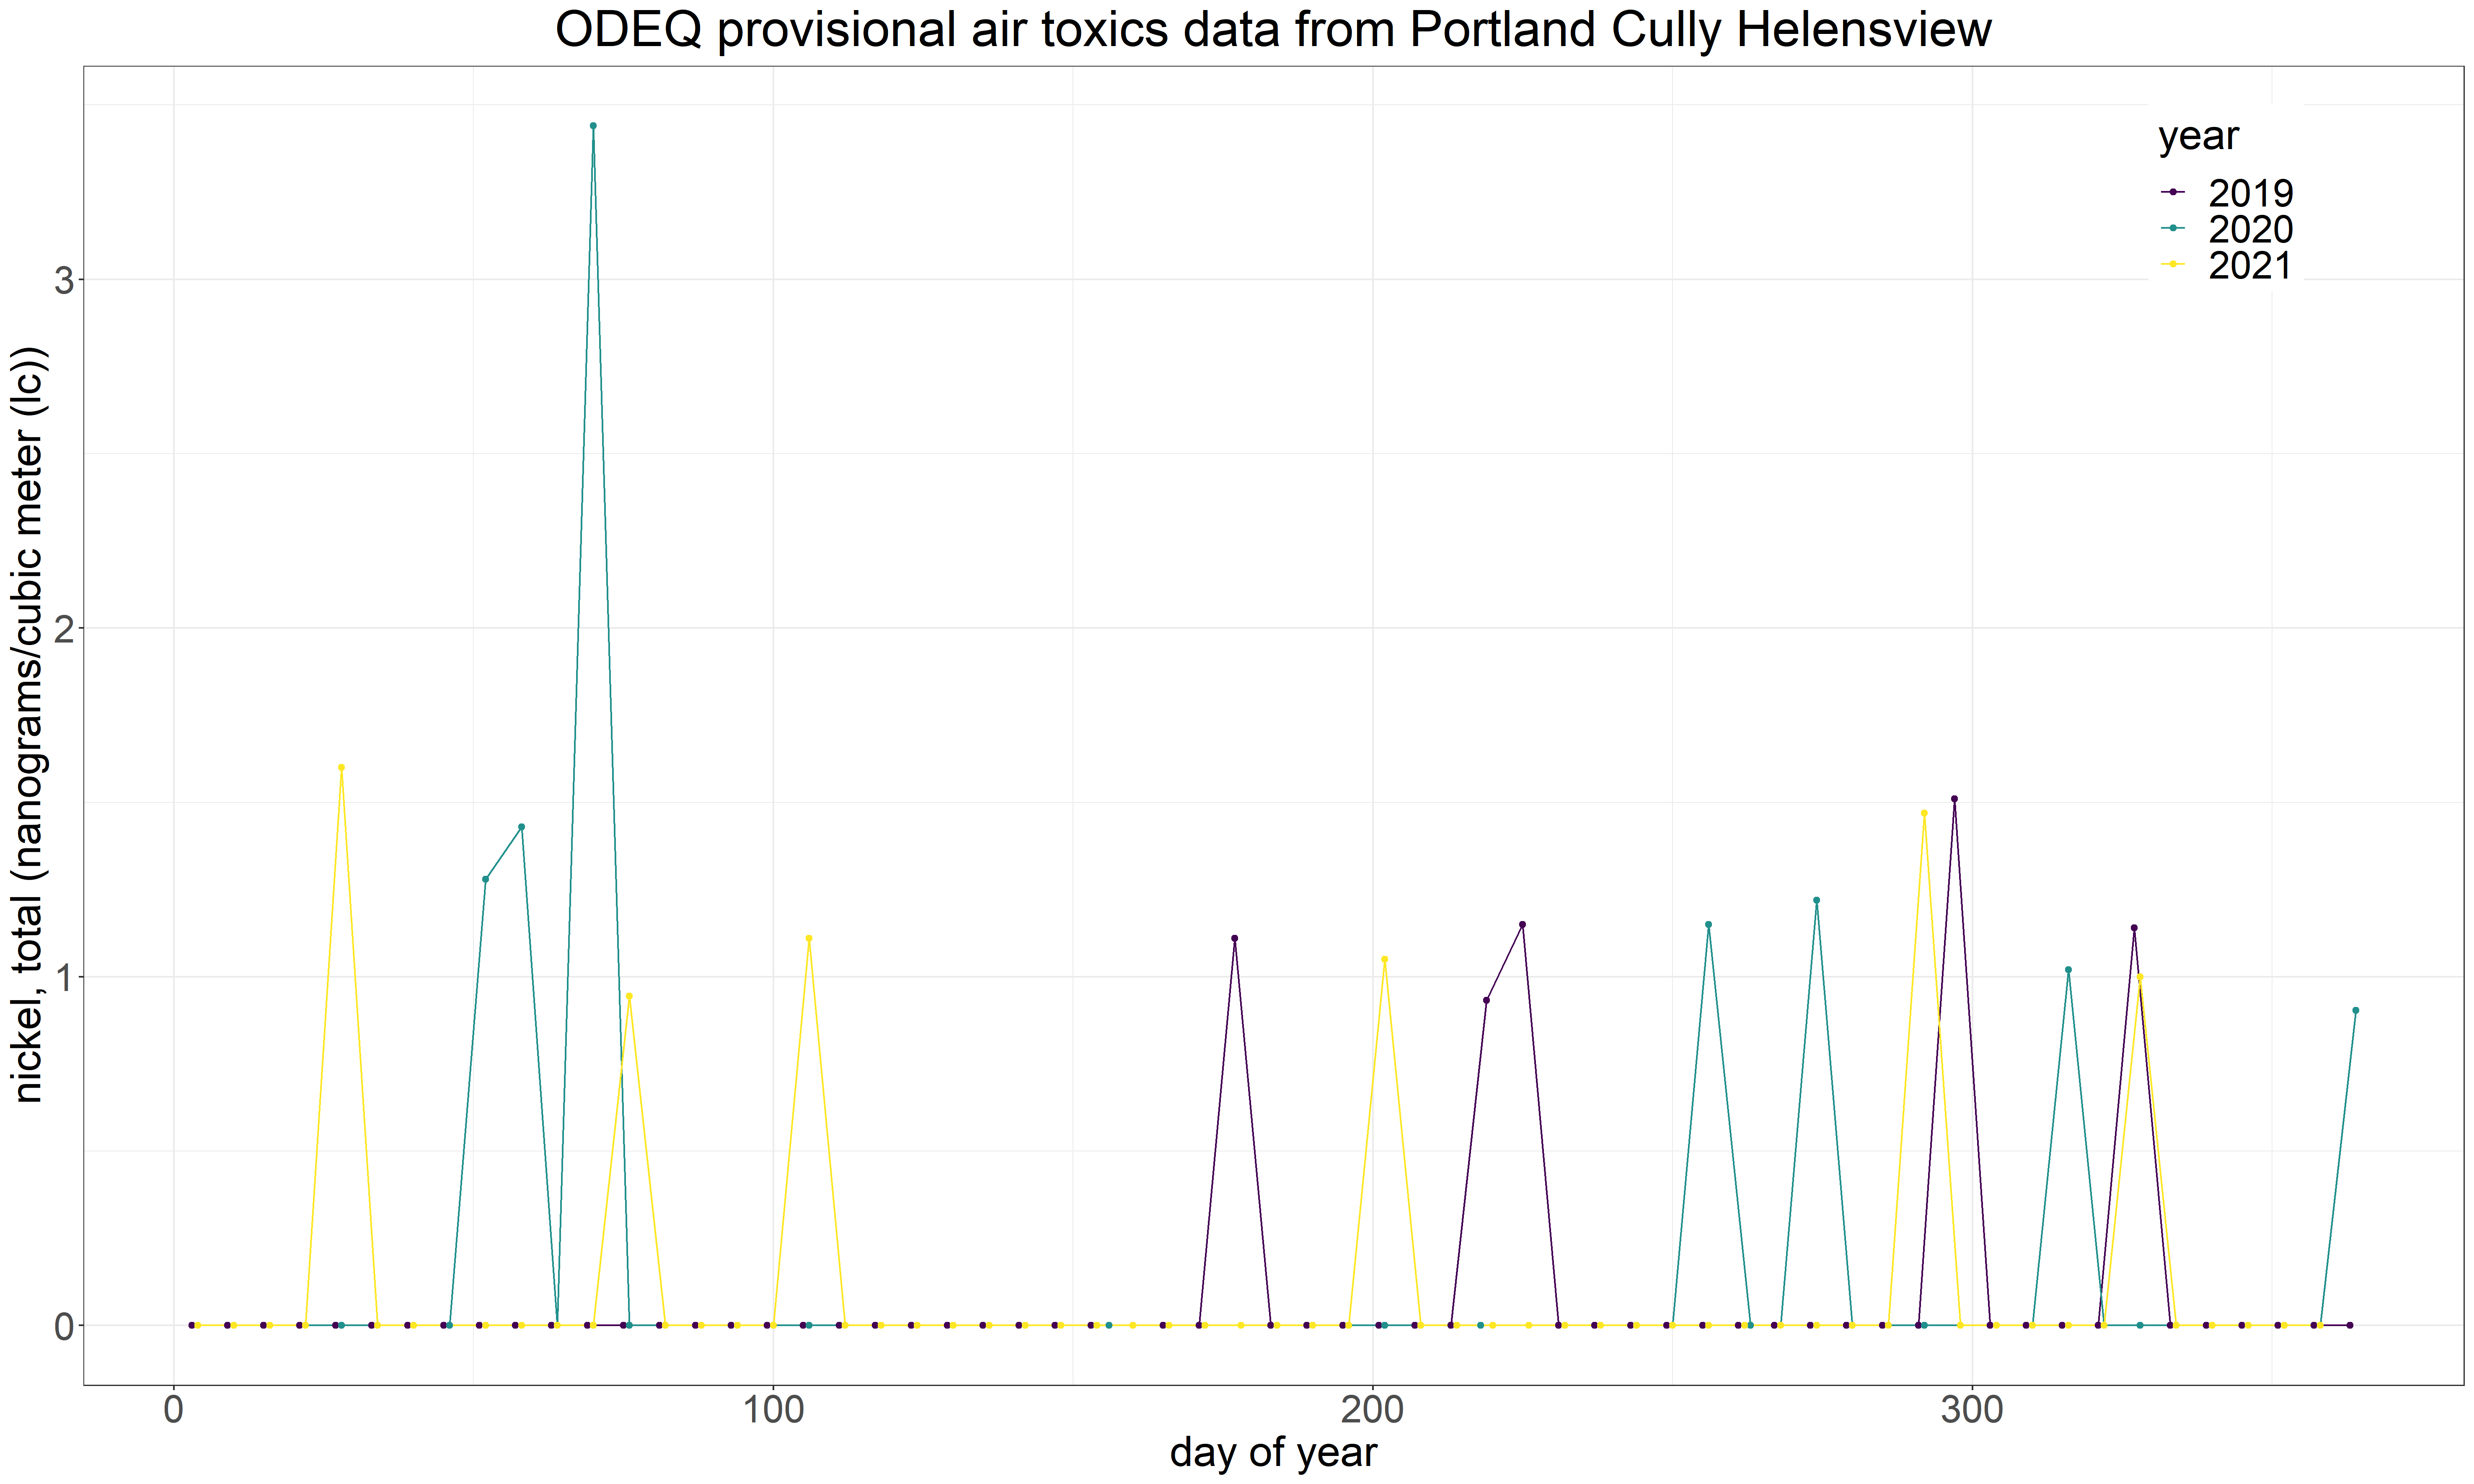 ODEQ provisional air toxics data from Portland Cully Helensview
year
2019
2020
2021
nickel, total (nanograms/cubic meter (lc))
3
2
1
0
0 100 200 300
day of year